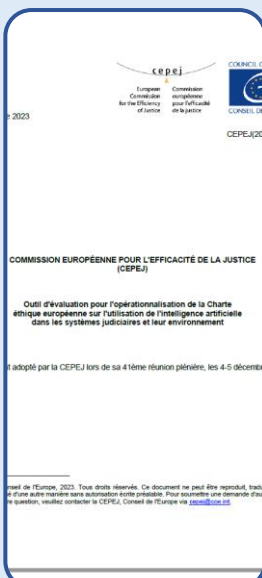 cepej
European Commission for the Efficiency of Justice
Commission européenne pour l'efficacité de la justice
COUNCIL
CONSEIL DE
2023
CEPEJ(20
COMMISSION EUROPÉENNE POUR L'EFFICACITÉ DE LA JUSTICE
(CEPEJ)
Outil d'évaluation pour l'opérationnalisation de la Charte
éthique européenne sur l'utilisation de l'intelligence artificielle
dans les systèmes judiciaires et leur environnement
adopté par la CEPEJ lors de sa 41ème réunion plénière, les 4-5 décemb
de l'Europe, 2023. Tous droits réservés. Ce document ne peut être reproduit, tradu
d'une autre manière sans autorisation écrite préalable. Pour soumettre une demande d'au
question, veuillez contacter la CEPEJ, Conseil de l'Europe via cepej@coe.int.